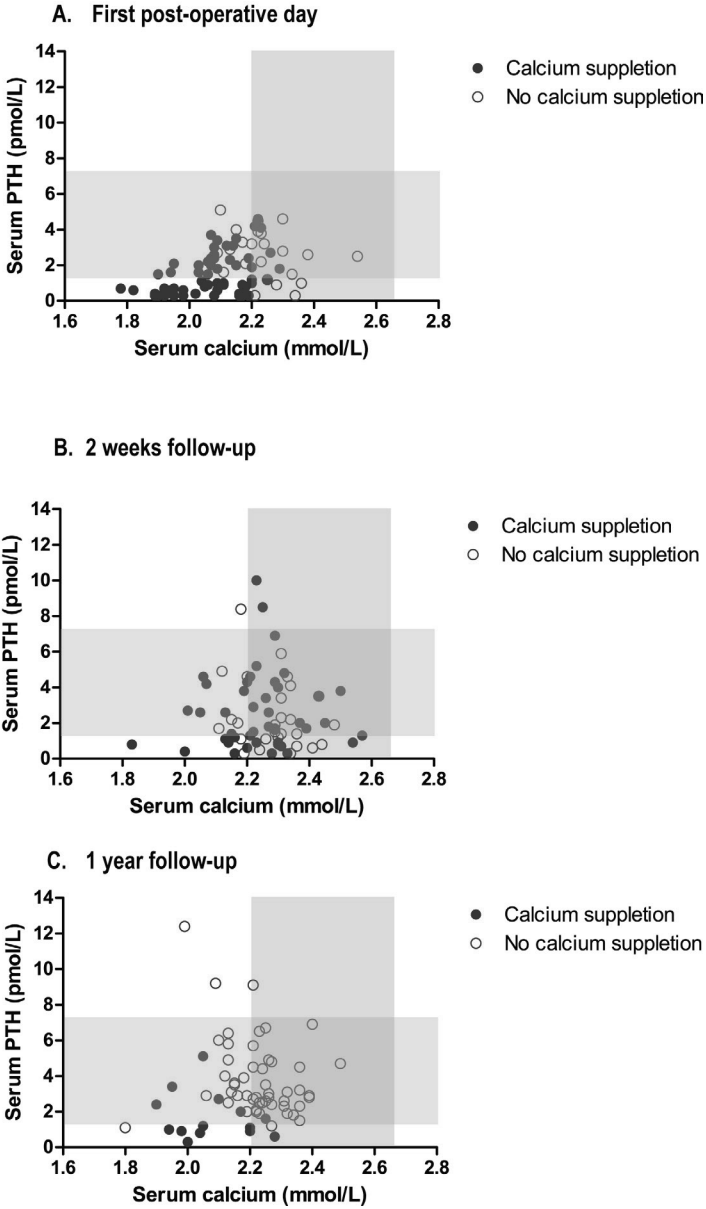 A. First post-operative day
14
12
10
8
6
4
2
0
Serum PTH (pmol/L)
1.6 1.8 2.0 2.2 2.4 2.6 2.8
Serum calcium (mmol/L)
Calcium suppletion
No calcium suppletion
B. 2 weeks follow-up
14
12
10
8
6
4
2
0
Serum PTH (pmol/L)
1.6 1.8 2.0 2.2 2.4 2.6 2.8
Serum calcium (mmol/L)
Calcium suppletion
No calcium suppletion
C. 1 year follow-up
14
12
10
8
6
4
2
0
Serum PTH (pmol/L)
1.6 1.8 2.0 2.2 2.4 2.6 2.8
Serum calcium (mmol/L)
Calcium suppletion
No calcium suppletion